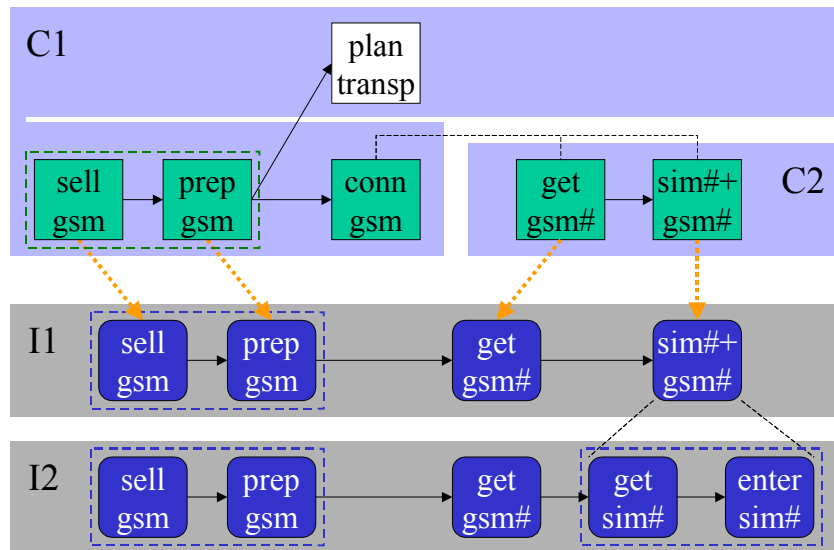 C1
plan
transp
sell
gsm
prep
gsm
conn
gsm
get
gsm#
sim#+
gsm#
C2
I1
sell
gsm
prep
gsm
get
gsm#
sim#+
gsm#
I2
sell
gsm
prep
gsm
get
gsm#
get
sim#
enter
sim#